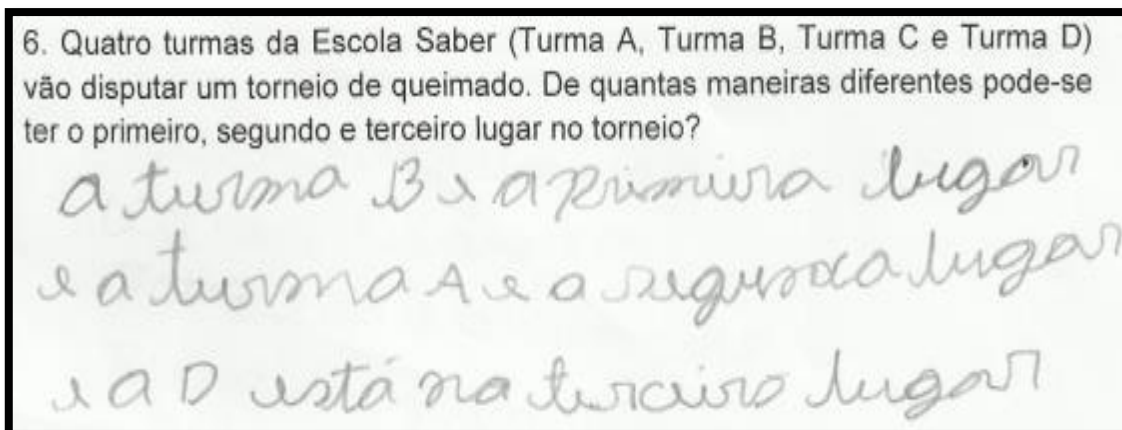 6. Quatro turmas da Escola Saber (Turma A, Turma B, Turma C e Turma D)
vão disputar um torneio de queimado. De quantas maneiras diferentes pode-se
ter o primeiro, segundo e terceiro lugar no torneio?
a turma B e a primeira lugar
e a turma A e a segunda lugar
e a D está na terceiro lugar